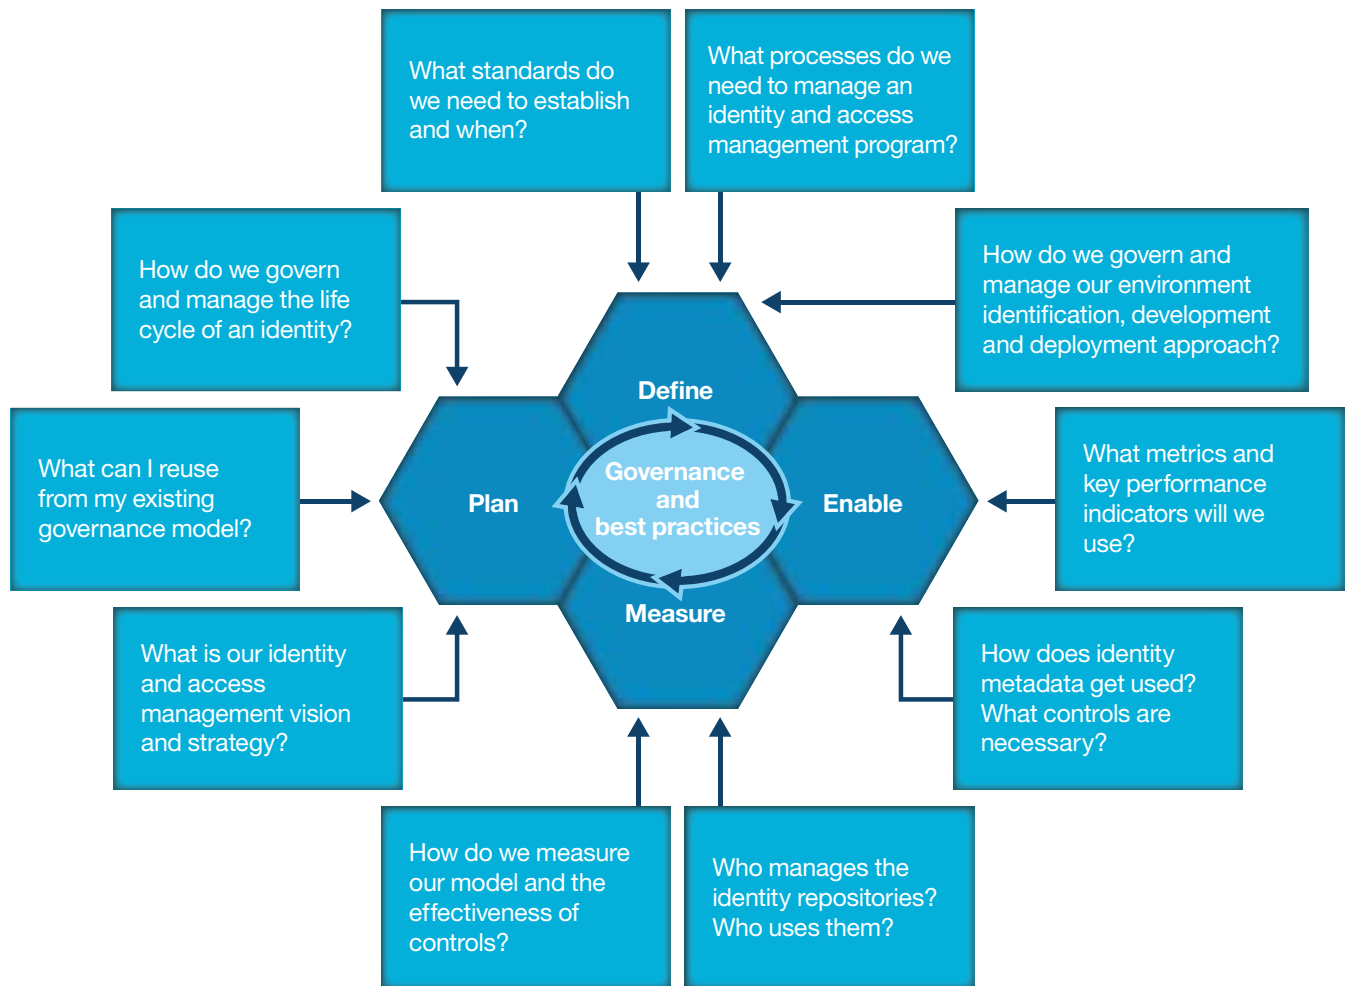 What standards do
we need to establish
and when?
What processes do we
need to manage an
identity and access
management program?
How do we govern
and manage the life
cycle of an identity?
How do we govern and
manage our environment
identification, development
and deployment approach?
Define
What can I reuse
from my existing
governance model?
Plan
Governance
and
best practices
Enable
What metrics and
key performance
indicators will we
use?
Measure
What is our identity
and access
management vision
and strategy?
How does identity
metadata get used?
What controls are
necessary?
How do we measure
our model and the
effectiveness of
controls?
Who manages the
identity repositories?
Who uses them?